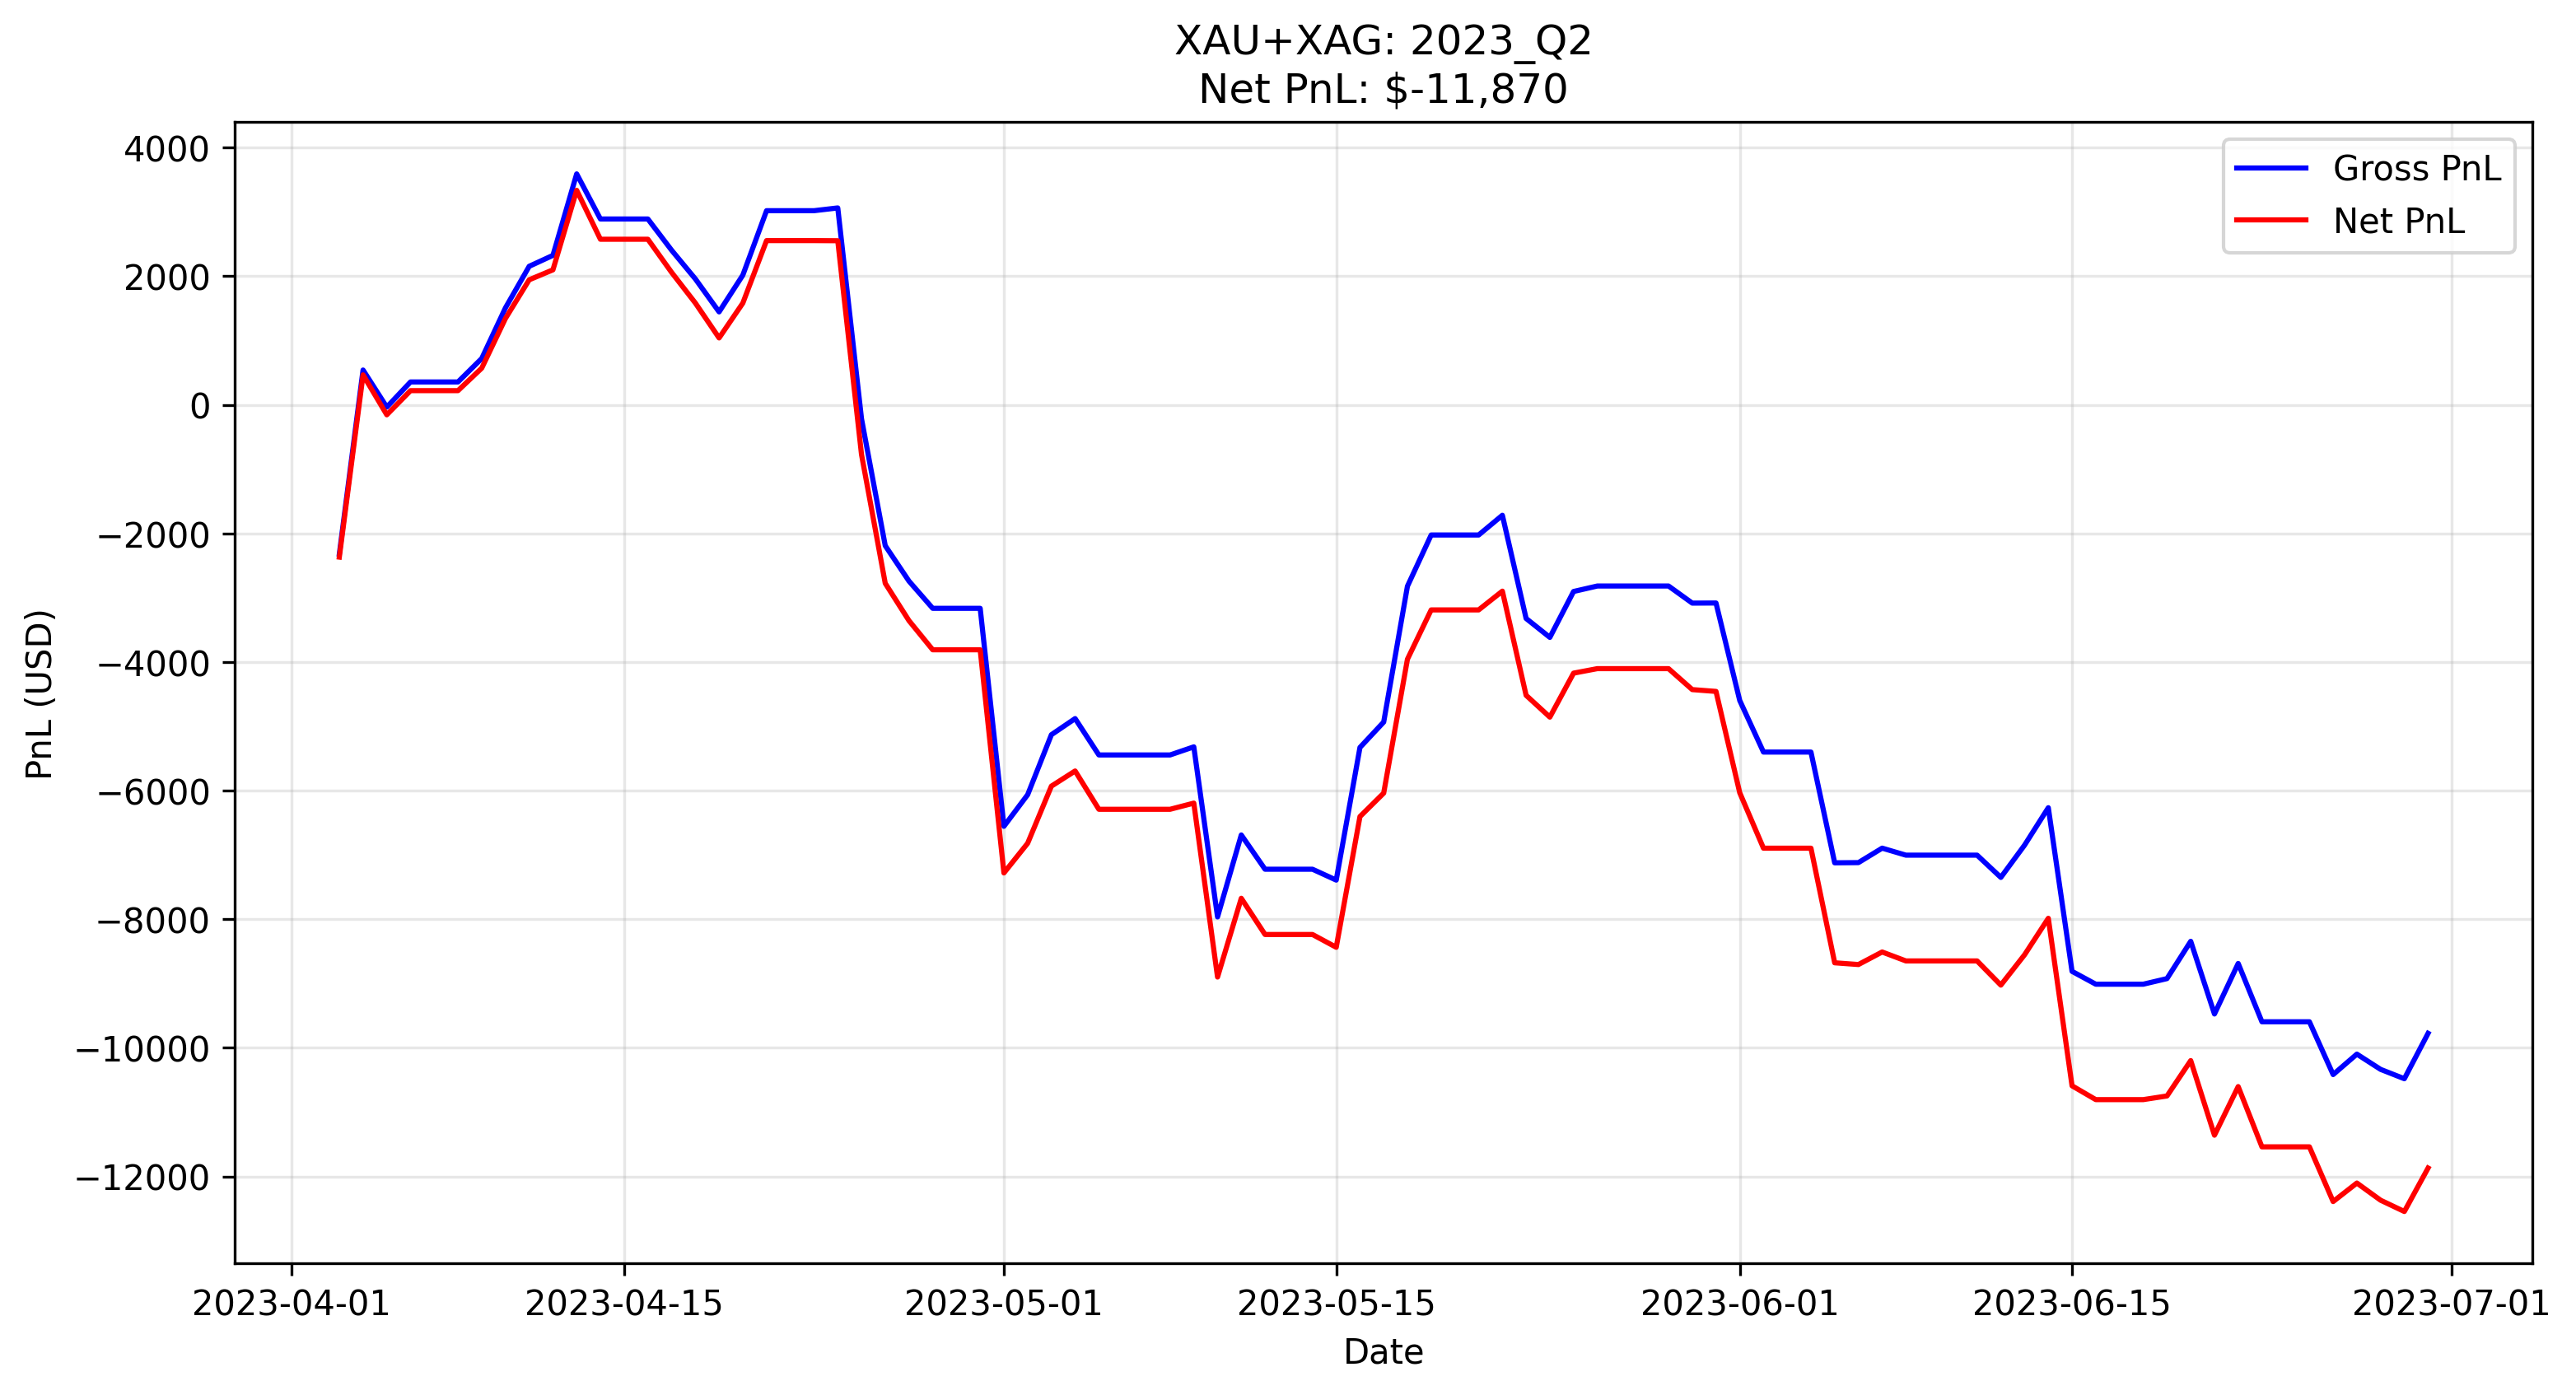 XAU+XAG: 2023_Q2
Net PnL: $-11,870
Gross PnL
Net PnL
PnL (USD)
4000
2000
0
−2000
−4000
−6000
−8000
−10000
−12000
2023-04-01
2023-04-15
2023-05-01
2023-05-15
2023-06-01
2023-06-15
2023-07-01
Date